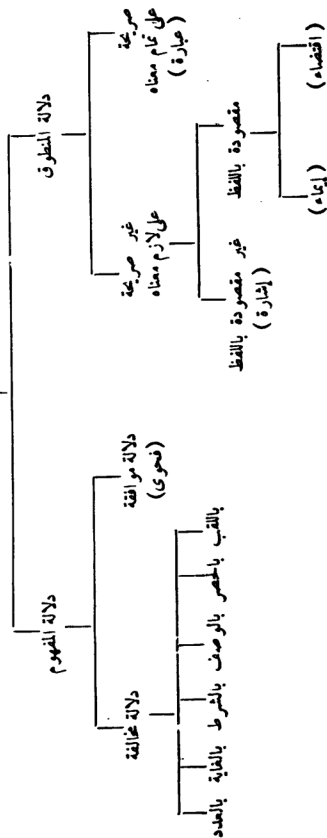 دلالة المنطوق
دلالة المفهوم
صريحة
على تمام معناه
(عبارة)
غير صريحة
على لازم معناه
دلالة موافقة
(فحوى)
دلالة مخالفة
مقصودة باللفظ
غير مقصودة باللفظ
(إشارة)
باللقب
بالحصر
بالوصف
بالشرط
بالغاية
بالعدد
(اقتضاء)
(إيماء)